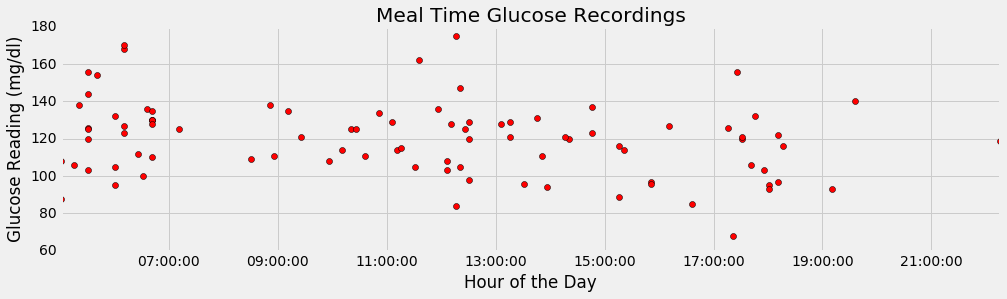 Meal Time Glucose Recordings
Glucose Reading (mg/dl)
180
160
140
120
100
80
60
07:00:00 09:00:00 11:00:00 13:00:00 15:00:00 17:00:00 19:00:00 21:00:00
Hour of the Day